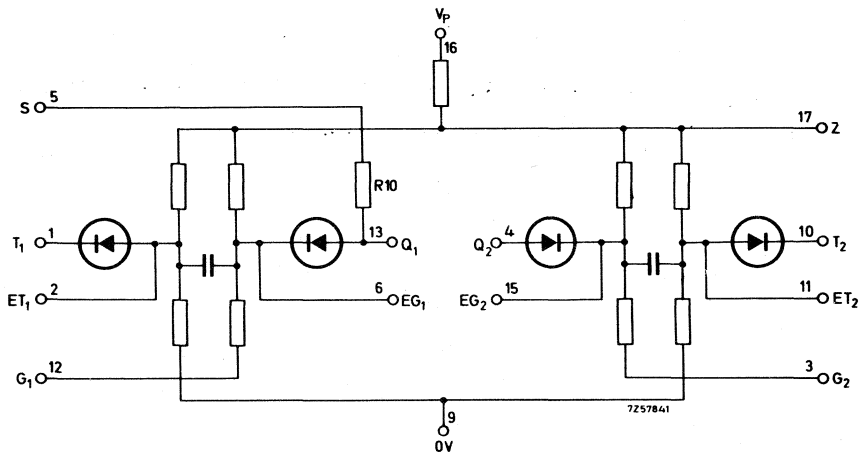 Vₚ
16
5
S
17
Z
R10
1
T₁
13
Q₁
4
Q₂
10
T₂
2
ET₁
6
EG₁
15
EG₂
11
ET₂
12
G₁
3
G₂
7Z57841
9
0V